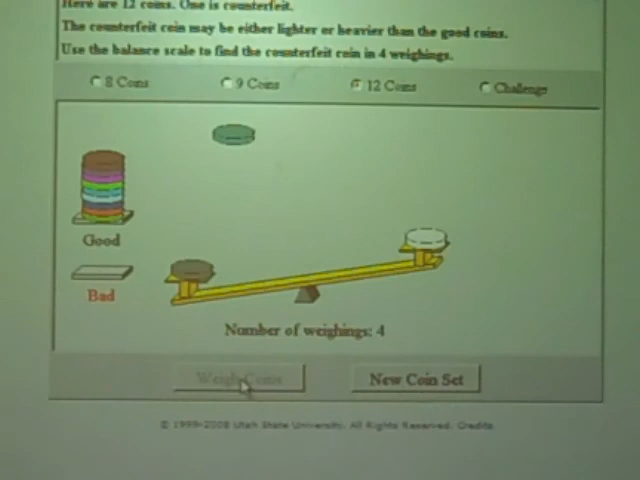 Here are 12 coins. One is counterfeit.
The counterfeit coin may be either lighter or heavier than the good coins.
Use the balance scale to find the counterfeit coin in 4 weighings.
8 Coins 9 Coins 12 Coins Challenge
Good
Bad
Number of weighings: 4
Weigh Coins New Coin Set
© 1999-2008 Utah State University. All Rights Reserved. Credits